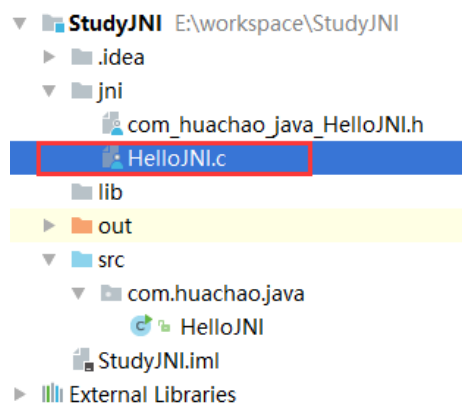 StudyJNI E:\workspace\StudyJNI
.idea
jni
com_huachao_java_HelloJNI.h
HelloJNI.c
lib
out
src
com.huachao.java
HelloJNI
StudyJNI.iml
External Libraries